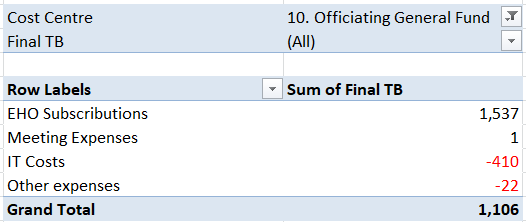 Cost Centre 10. Officiating General Fund
Final TB (All)
Row Labels Sum of Final TB
EHO Subscributions 1,537
Meeting Expenses 1
IT Costs -410
Other expenses -22
Grand Total 1,106